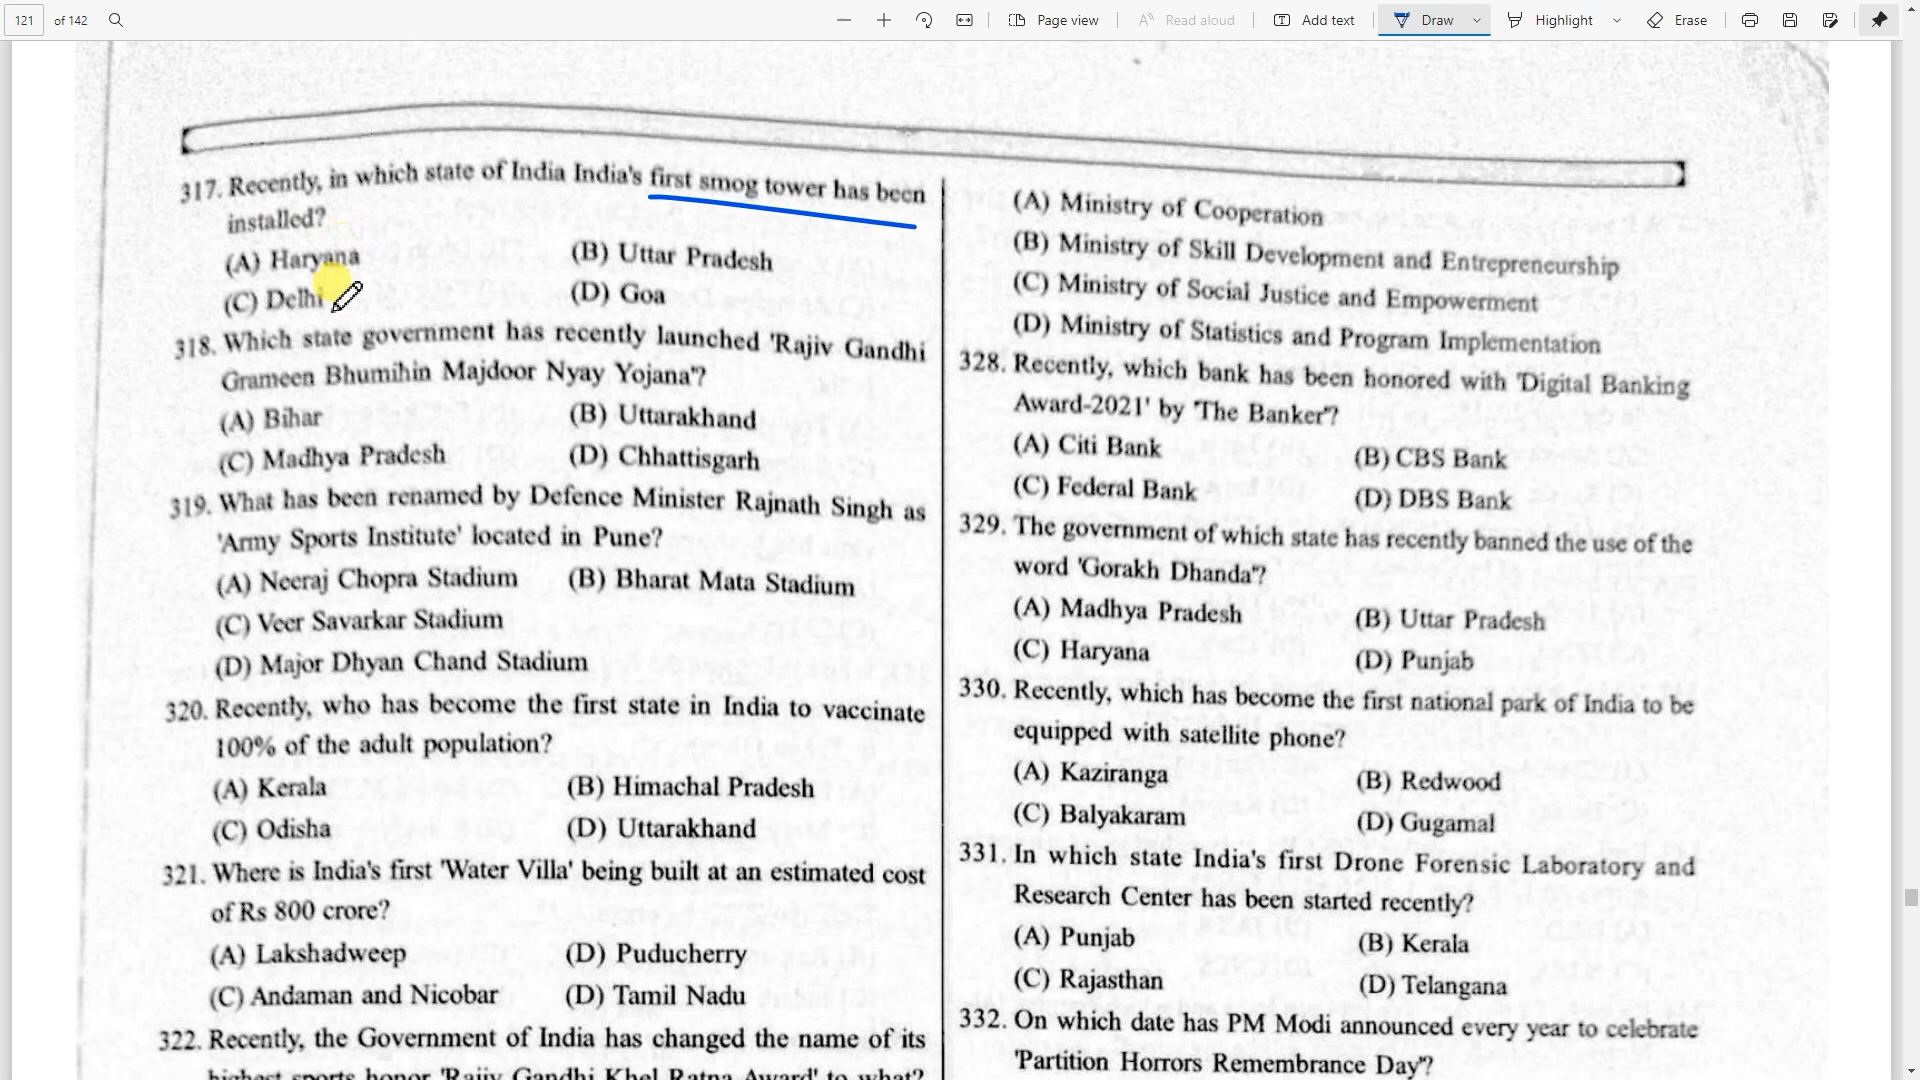 121 of 142
Page view
Read aloud
Add text
Draw
Highlight
Erase
317. Recently, in which state of India India's first smog tower has been
installed?
(A) Haryana (B) Uttar Pradesh
(C) Delhi (D) Goa
318. Which state government has recently launched 'Rajiv Gandhi
Grameen Bhumihin Majdoor Nyay Yojana'?
(A) Bihar (B) Uttarakhand
(C) Madhya Pradesh (D) Chhattisgarh
319. What has been renamed by Defence Minister Rajnath Singh as
'Army Sports Institute' located in Pune?
(A) Neeraj Chopra Stadium (B) Bharat Mata Stadium
(C) Veer Savarkar Stadium
(D) Major Dhyan Chand Stadium
320. Recently, who has become the first state in India to vaccinate
100% of the adult population?
(A) Kerala (B) Himachal Pradesh
(C) Odisha (D) Uttarakhand
321. Where is India's first 'Water Villa' being built at an estimated cost
of Rs 800 crore?
(A) Lakshadweep (D) Puducherry
(C) Andaman and Nicobar (D) Tamil Nadu
322. Recently, the Government of India has changed the name of its
highest sports honor 'Rajiv Gandhi Khel Ratna Award' to what?
(A) Ministry of Cooperation
(B) Ministry of Skill Development and Entrepreneurship
(C) Ministry of Social Justice and Empowerment
(D) Ministry of Statistics and Program Implementation
328. Recently, which bank has been honored with 'Digital Banking
Award-2021' by 'The Banker'?
(A) Citi Bank (B) CBS Bank
(C) Federal Bank (D) DBS Bank
329. The government of which state has recently banned the use of the
word 'Gorakh Dhanda'?
(A) Madhya Pradesh (B) Uttar Pradesh
(C) Haryana (D) Punjab
330. Recently, which has become the first national park of India to be
equipped with satellite phone?
(A) Kaziranga (B) Redwood
(C) Balyakaram (D) Gugamal
331. In which state India's first Drone Forensic Laboratory and
Research Center has been started recently?
(A) Punjab (B) Kerala
(C) Rajasthan (D) Telangana
332. On which date has PM Modi announced every year to celebrate
'Partition Horrors Remembrance Day'?